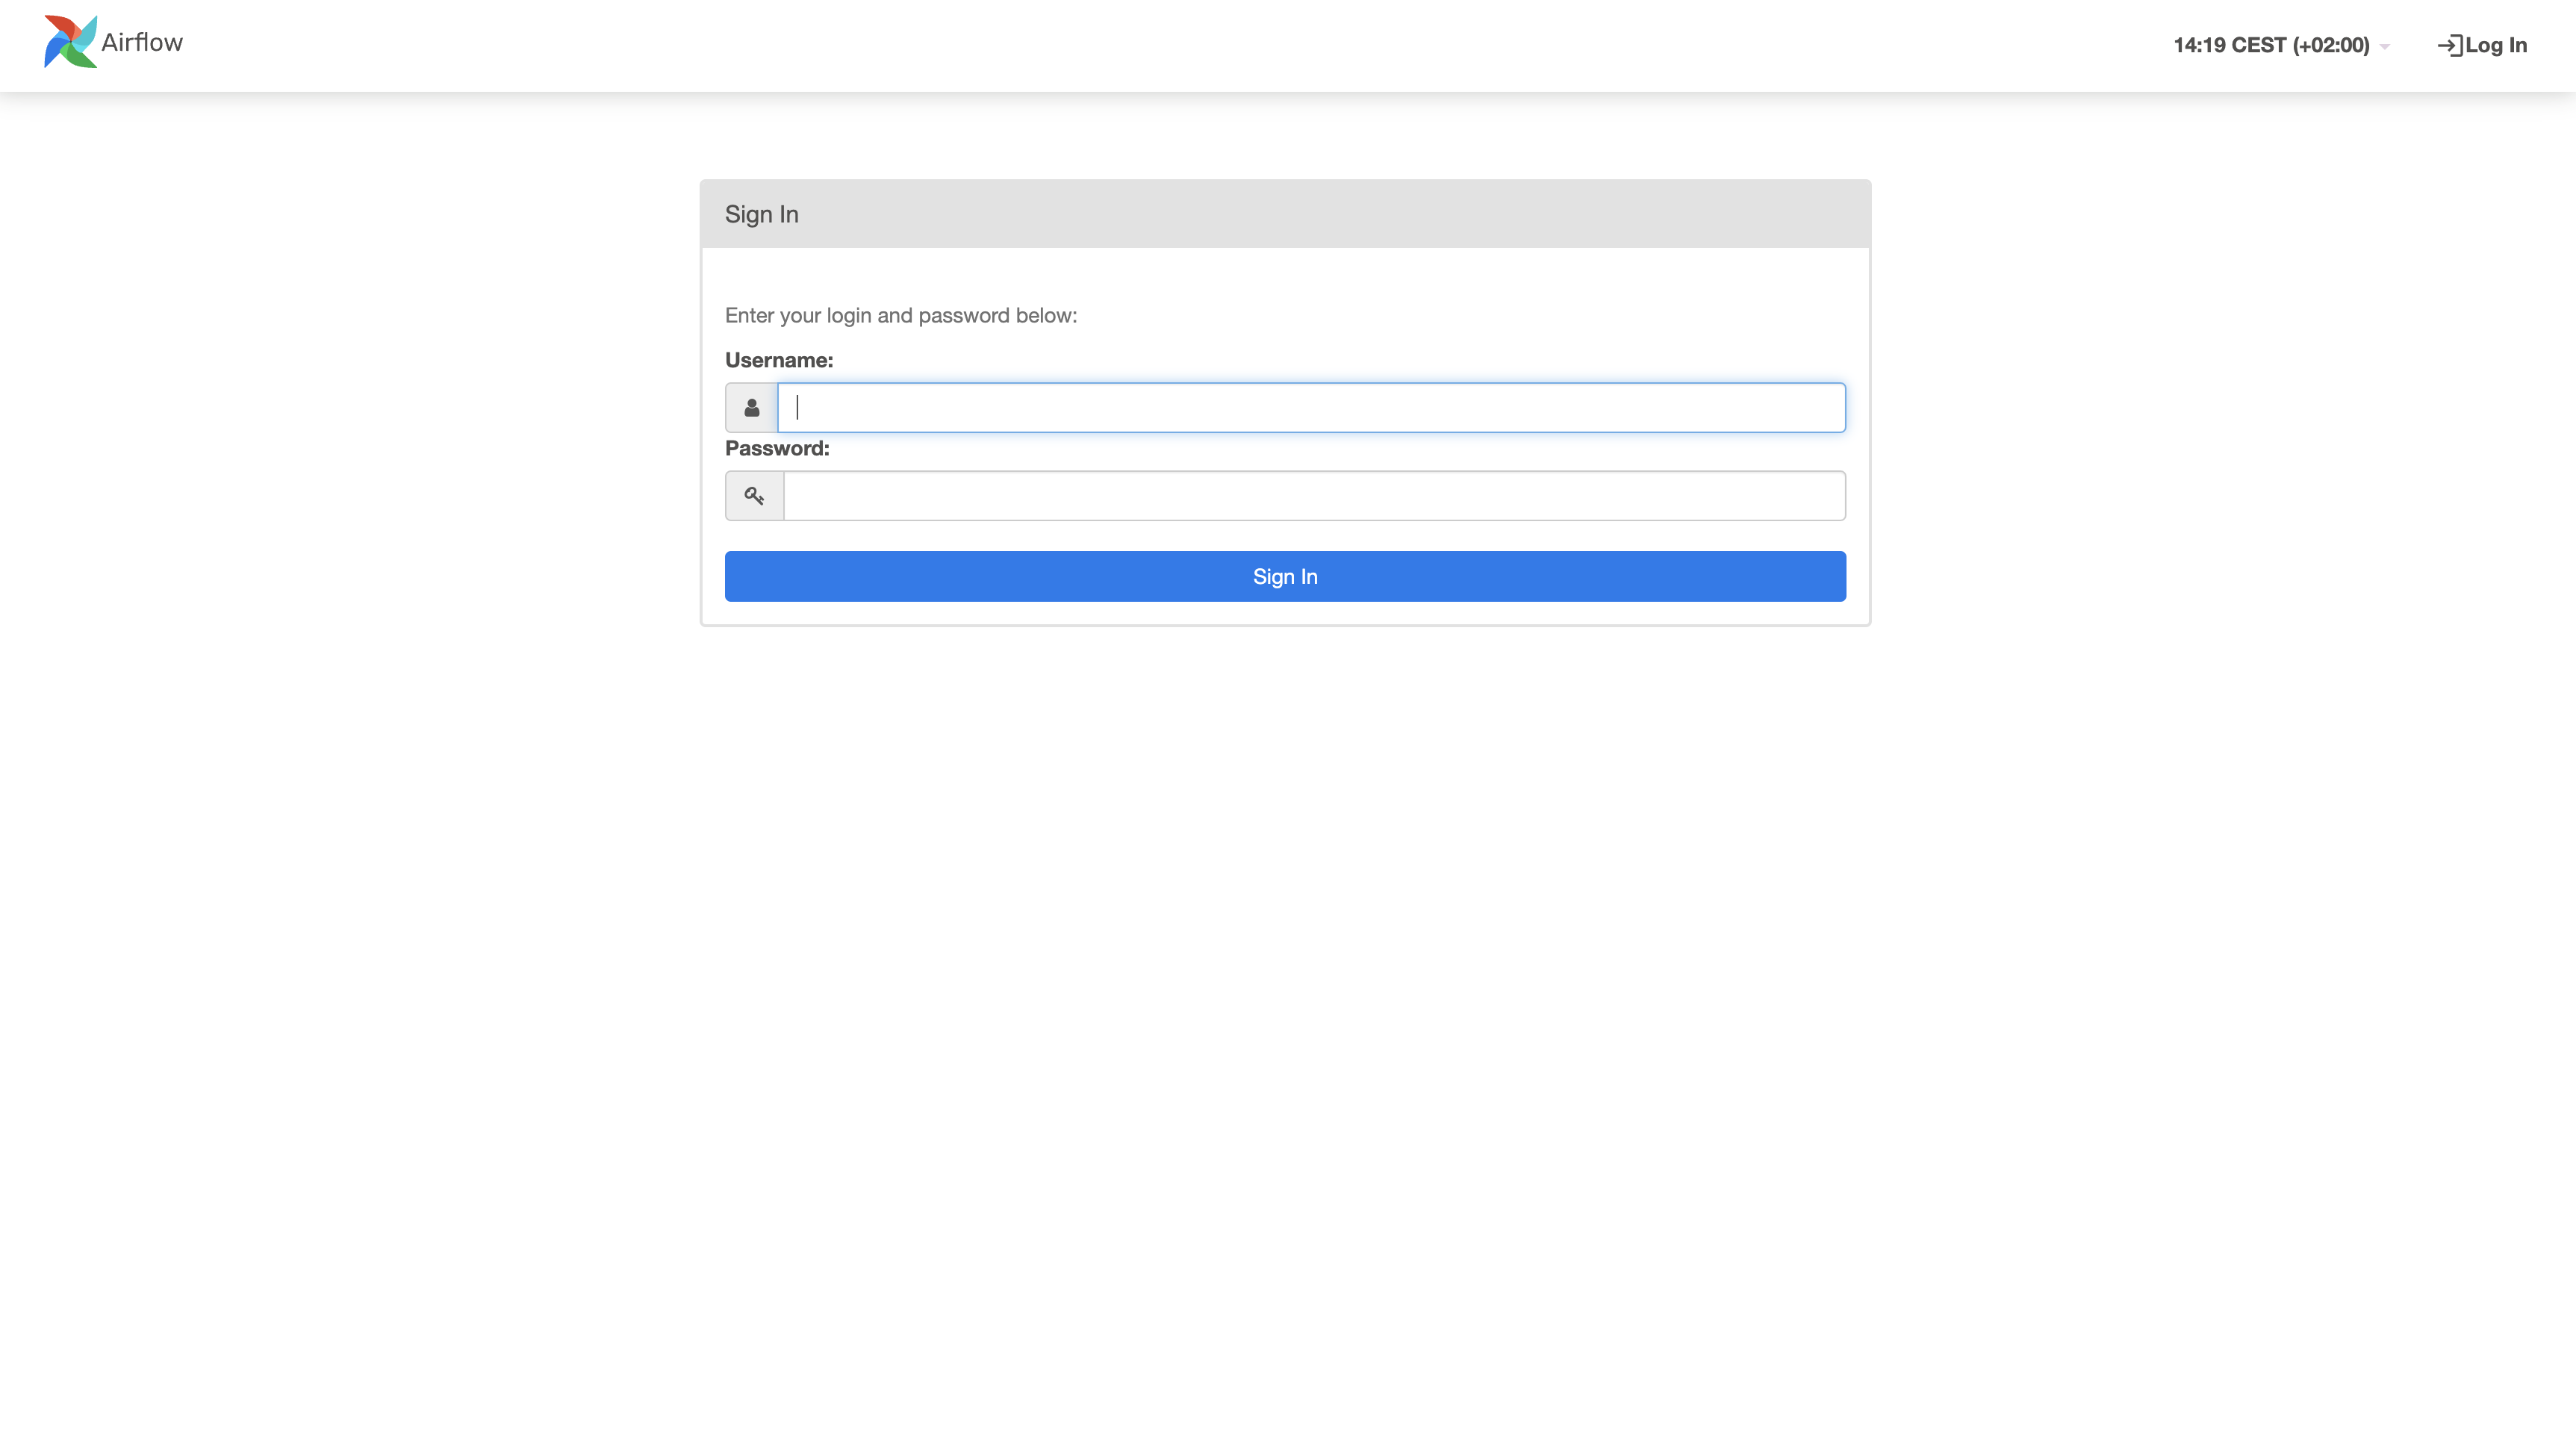 Airflow
14:19 CEST (+02:00)
Log In
Sign In
Enter your login and password below:
Username:
Password:
Sign In